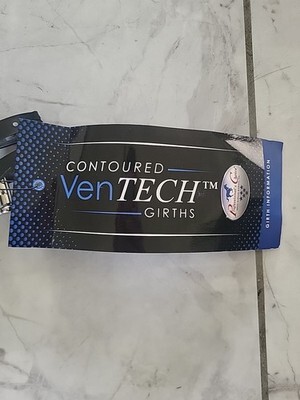 CONTOURED
VenTECH™
GIRTHS
GIRTH INFORMATION